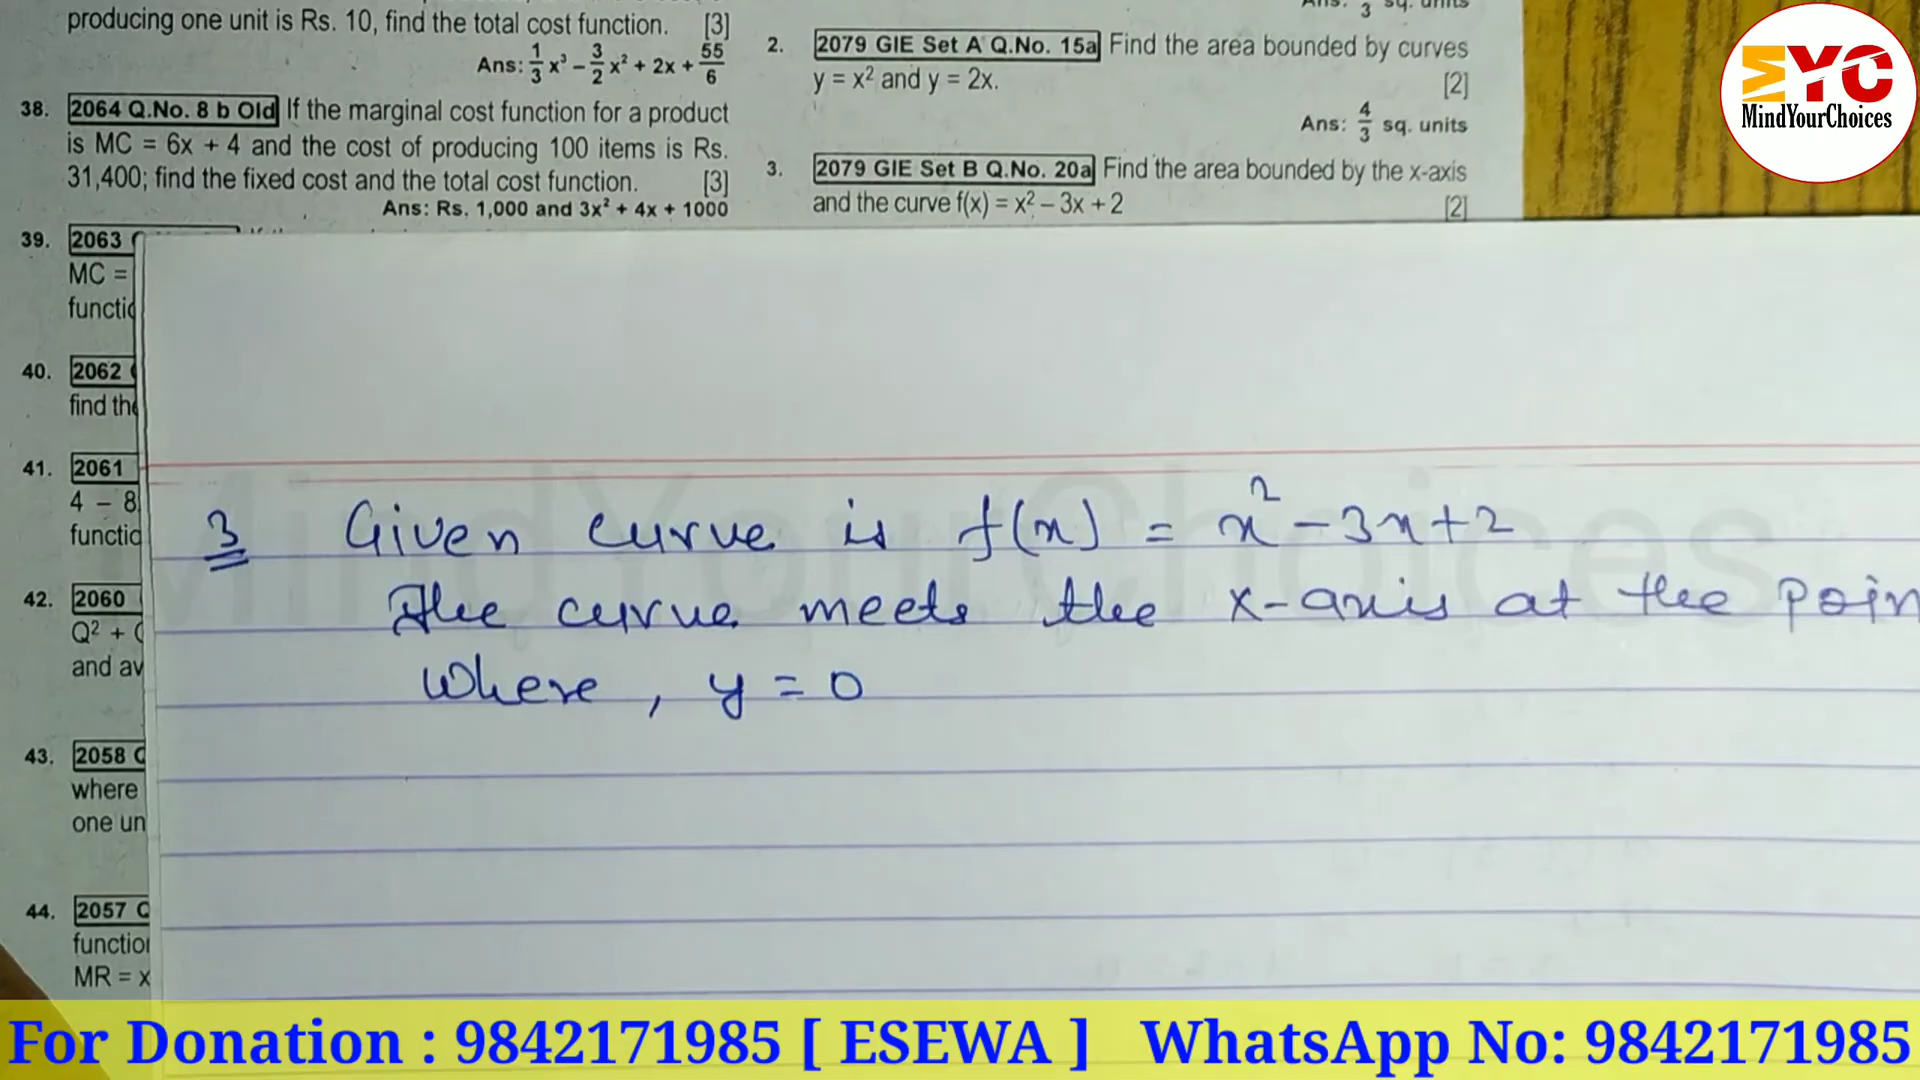 producing one unit is Rs. 10, find the total cost function. [3]
Ans: 1/3 x³ – 3/2 x² + 2x + 55/6
38. 2064 Q.No. 8 b Old If the marginal cost function for a product
is MC = 6x + 4 and the cost of producing 100 items is Rs.
31,400; find the fixed cost and the total cost function. [3]
Ans: Rs. 1,000 and 3x² + 4x + 1000
39. 2063
MC =
40. 2062
find the
41. 2061
4 – 8
42. 2060
Q² +
and av
43. 2058 Q
where
one un
44. 2057 Q
function
MR = x
3 sq. units
2. 2079 GIE Set A Q.No. 15a Find the area bounded by curves
y = x² and y = 2x. [2]
Ans: 4/3 sq. units
3. 2079 GIE Set B Q.No. 20a Find the area bounded by the x-axis
and the curve f(x) = x² – 3x + 2 [2]
MYC
MindYourChoices
MindYourChoices
3 Given curve is f(x) = x² - 3x + 2
The curve meets the x-axis at the poin
where, y = 0
For Donation : 9842171985 [ ESEWA ] WhatsApp No: 9842171985